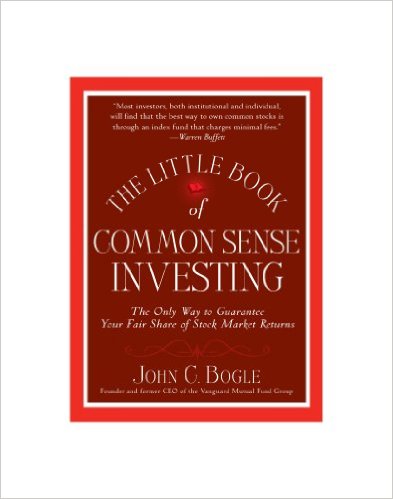 "Most investors, both institutional and individual,
will find that the best way to own common stocks is
through an index fund that charges minimal fees."
—Warren Buffett
THE LITTLE BOOK
of
COMMON SENSE
INVESTING
The Only Way to Guarantee
Your Fair Share of Stock Market Returns
JOHN C. BOGLE
Founder and former CEO of the Vanguard Mutual Fund Group